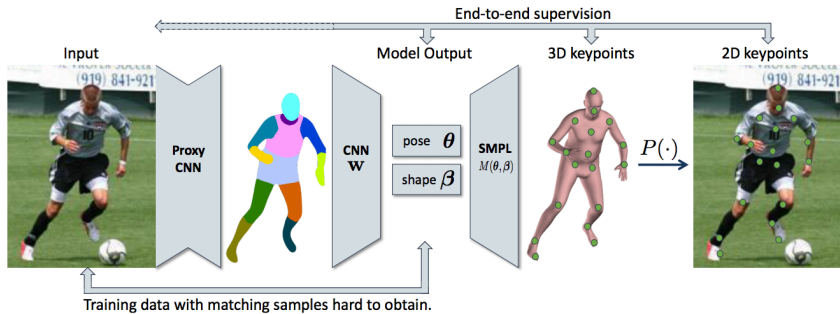 End-to-end supervision
Input
Model Output
3D keypoints
2D keypoints
(919) 841-921
(919) 841-921
10
Proxy
CNN
CNN
W
pose θ
shape β
SMPL
M(θ, β)
P(·)
Training data with matching samples hard to obtain.